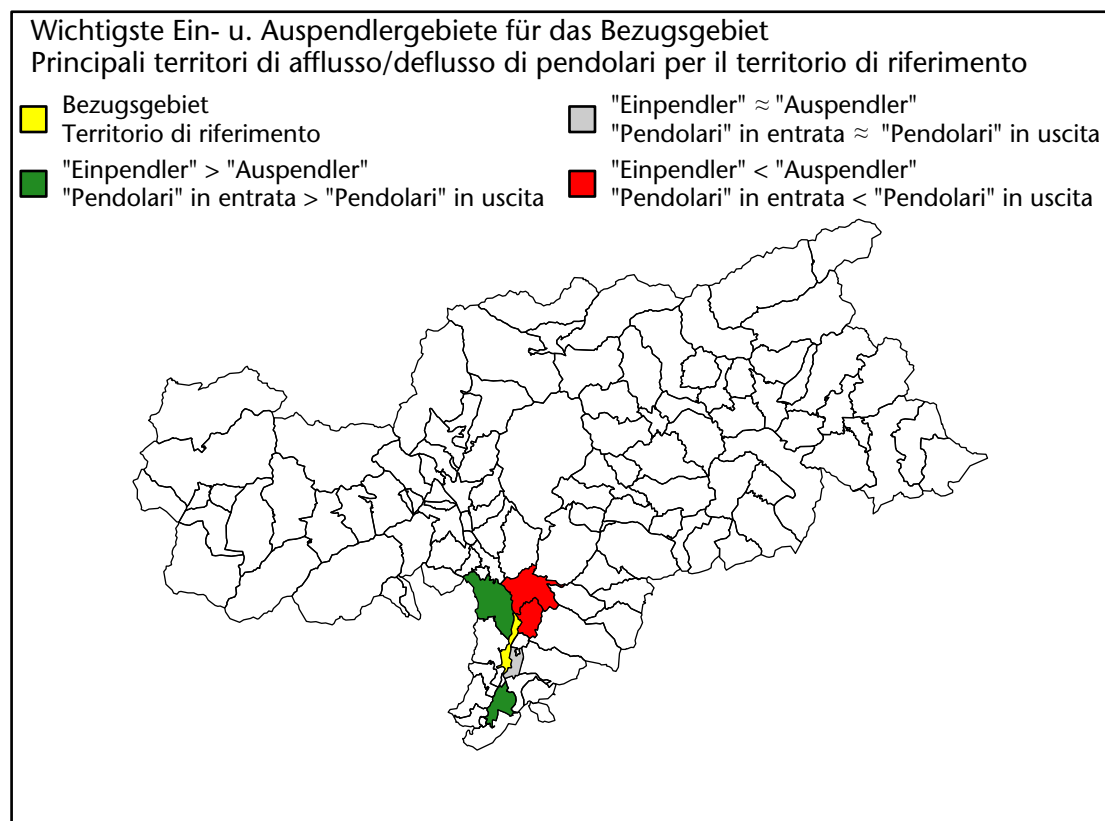 Wichtigste Ein- u. Auspendlergebiete für das Bezugsgebiet
Principali territori di afflusso/deflusso di pendolari per il territorio di riferimento
Bezugsgebiet
Territorio di riferimento
"Einpendler" > "Auspendler"
"Pendolari" in entrata > "Pendolari" in uscita
"Einpendler" ≈ "Auspendler"
"Pendolari" in entrata ≈ "Pendolari" in uscita
"Einpendler" < "Auspendler"
"Pendolari" in entrata < "Pendolari" in uscita